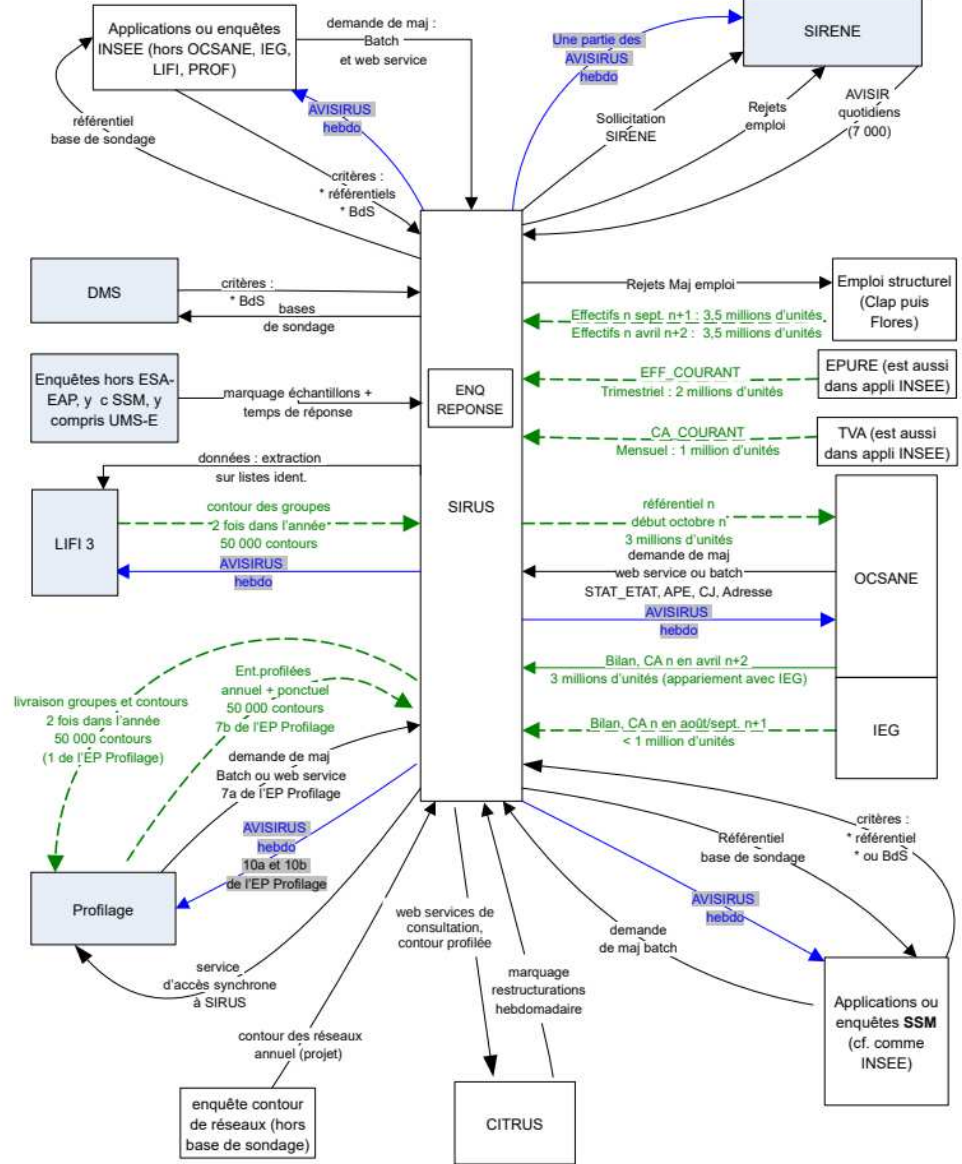 Applications ou enquêtes
INSEE (hors OCSANE, IEG,
LIFI, PROF)
demande de maj :
Batch
et web service
Une partie des
AVISIRUS
hebdo
SIRENE
référentiel
base de sondage
AVISIRUS
hebdo
Sollicitation
SIRENE
Rejets
emploi
AVISIR
quotidiens
(7 000)
critères :
* référentiels
* BdS
DMS
critères :
* BdS
bases
de sondage
Rejets Maj emploi
Emploi structurel
(Clap puis
Flores)
Effectifs n sept. n+1 : 3,5 millions d'unités
Effectifs n avril n+2 : 3,5 millions d'unités
Enquêtes hors ESA-
EAP, y c SSM, y
compris UMS-E
marquage échantillons +
temps de réponse
ENQ
REPONSE
EFF_COURANT
Trimestriel : 2 millions d'unités
EPURE (est aussi
dans appli INSEE)
CA_COURANT
Mensuel : 1 million d'unités
TVA (est aussi
dans appli INSEE)
données : extraction
sur listes ident.
SIRUS
LIFI 3
contour des groupes
2 fois dans l'année
50 000 contours
AVISIRUS
hebdo
référentiel n
début octobre n
3 millions d'unités
demande de maj
web service ou batch
STAT_ETAT, APE, CJ, Adresse
OCSANE
AVISIRUS
hebdo
Bilan, CA n en avril n+2
3 millions d'unités (appariement avec IEG)
Bilan, CA n en août/sept. n+1
< 1 million d'unités
IEG
livraison groupes et contours
2 fois dans l'année
50 000 contours
(1 de l'EP Profilage)
Ent.profilées
annuel + ponctuel
50 000 contours
7b de l'EP Profilage
demande de maj
Batch ou web service
7a de l'EP Profilage
AVISIRUS
hebdo
10a et 10b
de l'EP Profilage
Profilage
service
d'accès synchrone
à SIRUS
contour des réseaux
annuel (projet)
enquête contour
de réseaux (hors
base de sondage)
web services de
consultation,
contour profilée
marquage
restructurations
hebdomadaire
CITRUS
demande
de maj batch
AVISIRUS
hebdo
Référentiel
base de sondage
critères :
* référentiel
* ou BdS
Applications ou
enquêtes SSM
(cf. comme
INSEE)